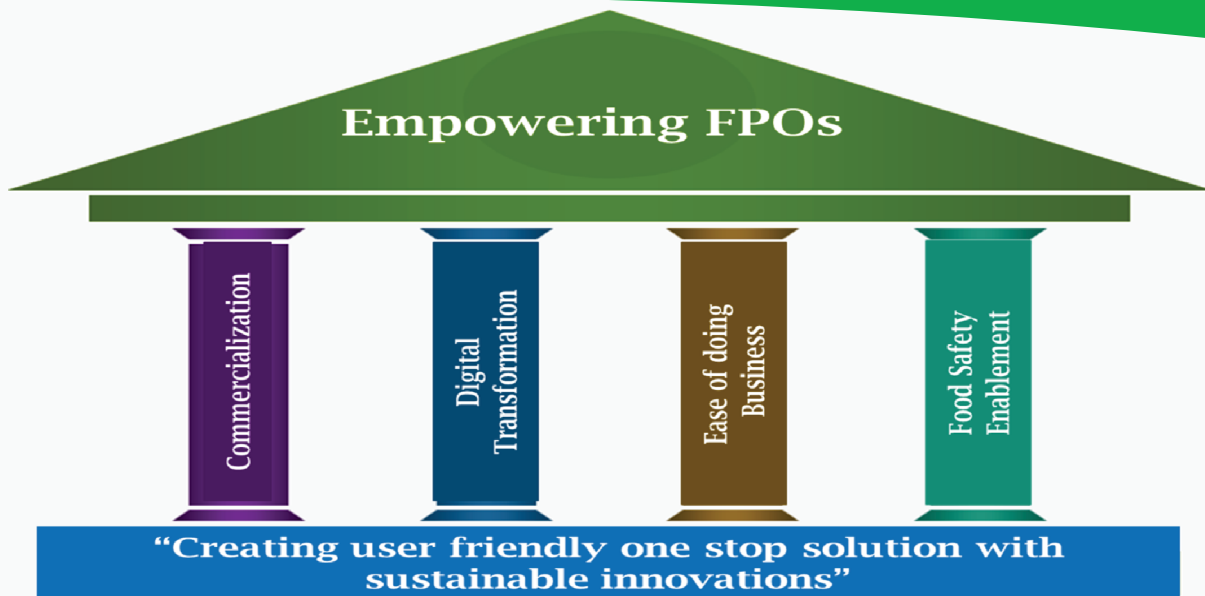 Empowering FPOs
Commercialization
Digital
Transformation
Ease of doing
Business
Food Safety
Enablement
“Creating user friendly one stop solution with
sustainable innovations”